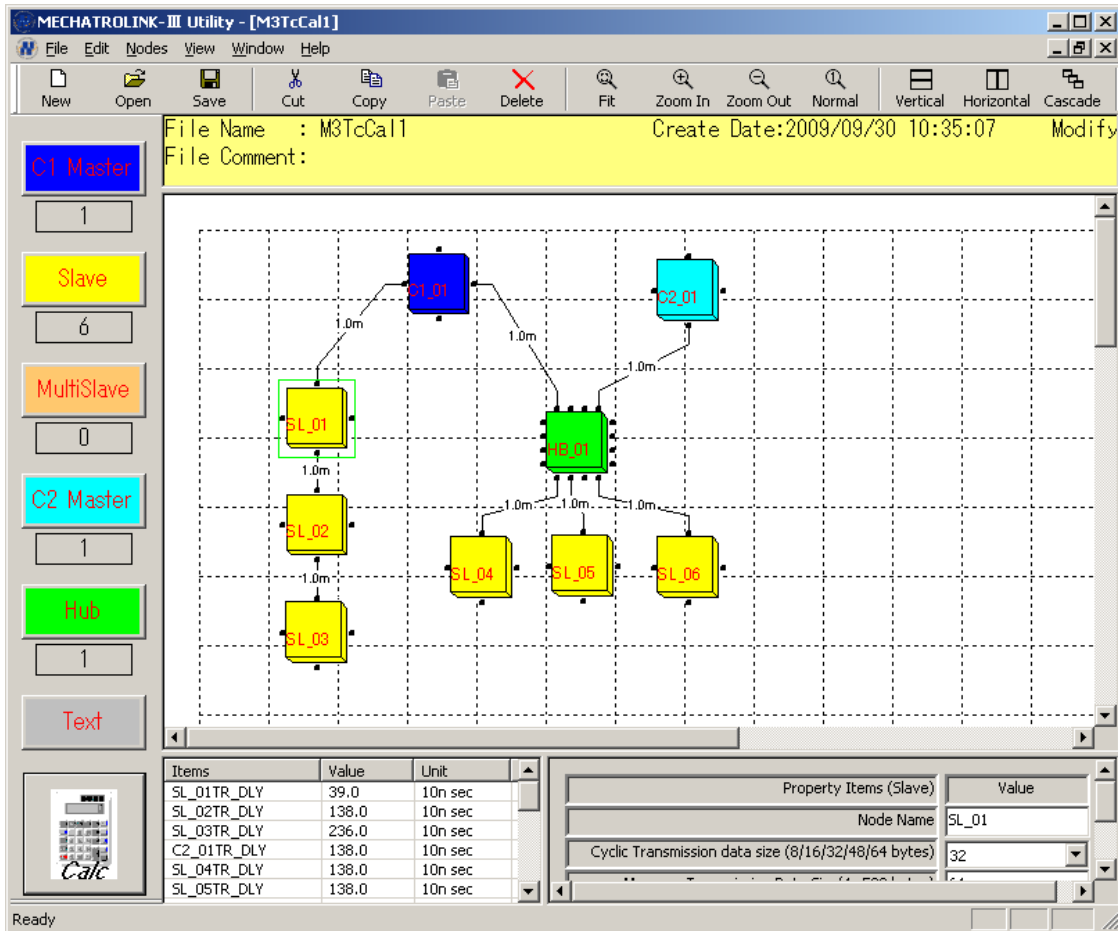 MECHATROLINK-III Utility - [M3TcCal1]
File Edit Nodes View Window Help
New Open Save Cut Copy Paste Delete Fit Zoom In Zoom Out Normal Vertical Horizontal Cascade
File Name : M3TcCal1 Create Date:2009/09/30 10:35:07 Modify
File Comment:
C1 Master
1
Slave
6
MultiSlave
0
C2 Master
1
Hub
1
Text
Calc
C1_01
C2_01
1.0m
1.0m
1.0m
SL_01
HB_01
1.0m
1.0m
1.0m
1.0m
SL_02
SL_04
SL_05
SL_06
1.0m
SL_03
Items Value Unit
SL_01TR_DLY 39.0 10n sec
SL_02TR_DLY 138.0 10n sec
SL_03TR_DLY 236.0 10n sec
C2_01TR_DLY 138.0 10n sec
SL_04TR_DLY 138.0 10n sec
SL_05TR_DLY 138.0 10n sec
Property Items (Slave) Value
Node Name SL_01
Cyclic Transmission data size (8/16/32/48/64 bytes) 32
Ready